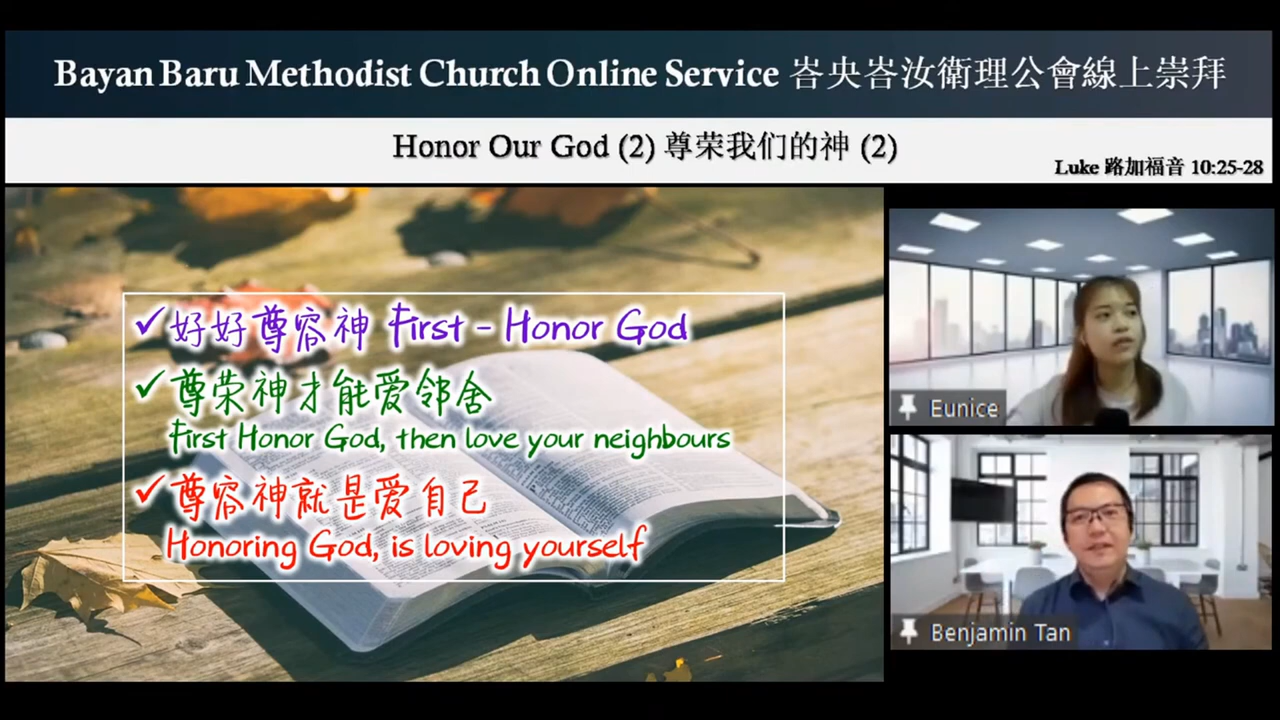 Bayan Baru Methodist Church Online Service 峇央峇汝衛理公會線上崇拜
Honor Our God (2) 尊荣我们的神 (2)
Luke 路加福音 10:25-28
✓好好尊容神 First - Honor God
✓尊荣神才能爱邻舍
First Honor God, then love your neighbours
✓尊容神就是爱自己
Honoring God, is loving yourself
Eunice
Benjamin Tan